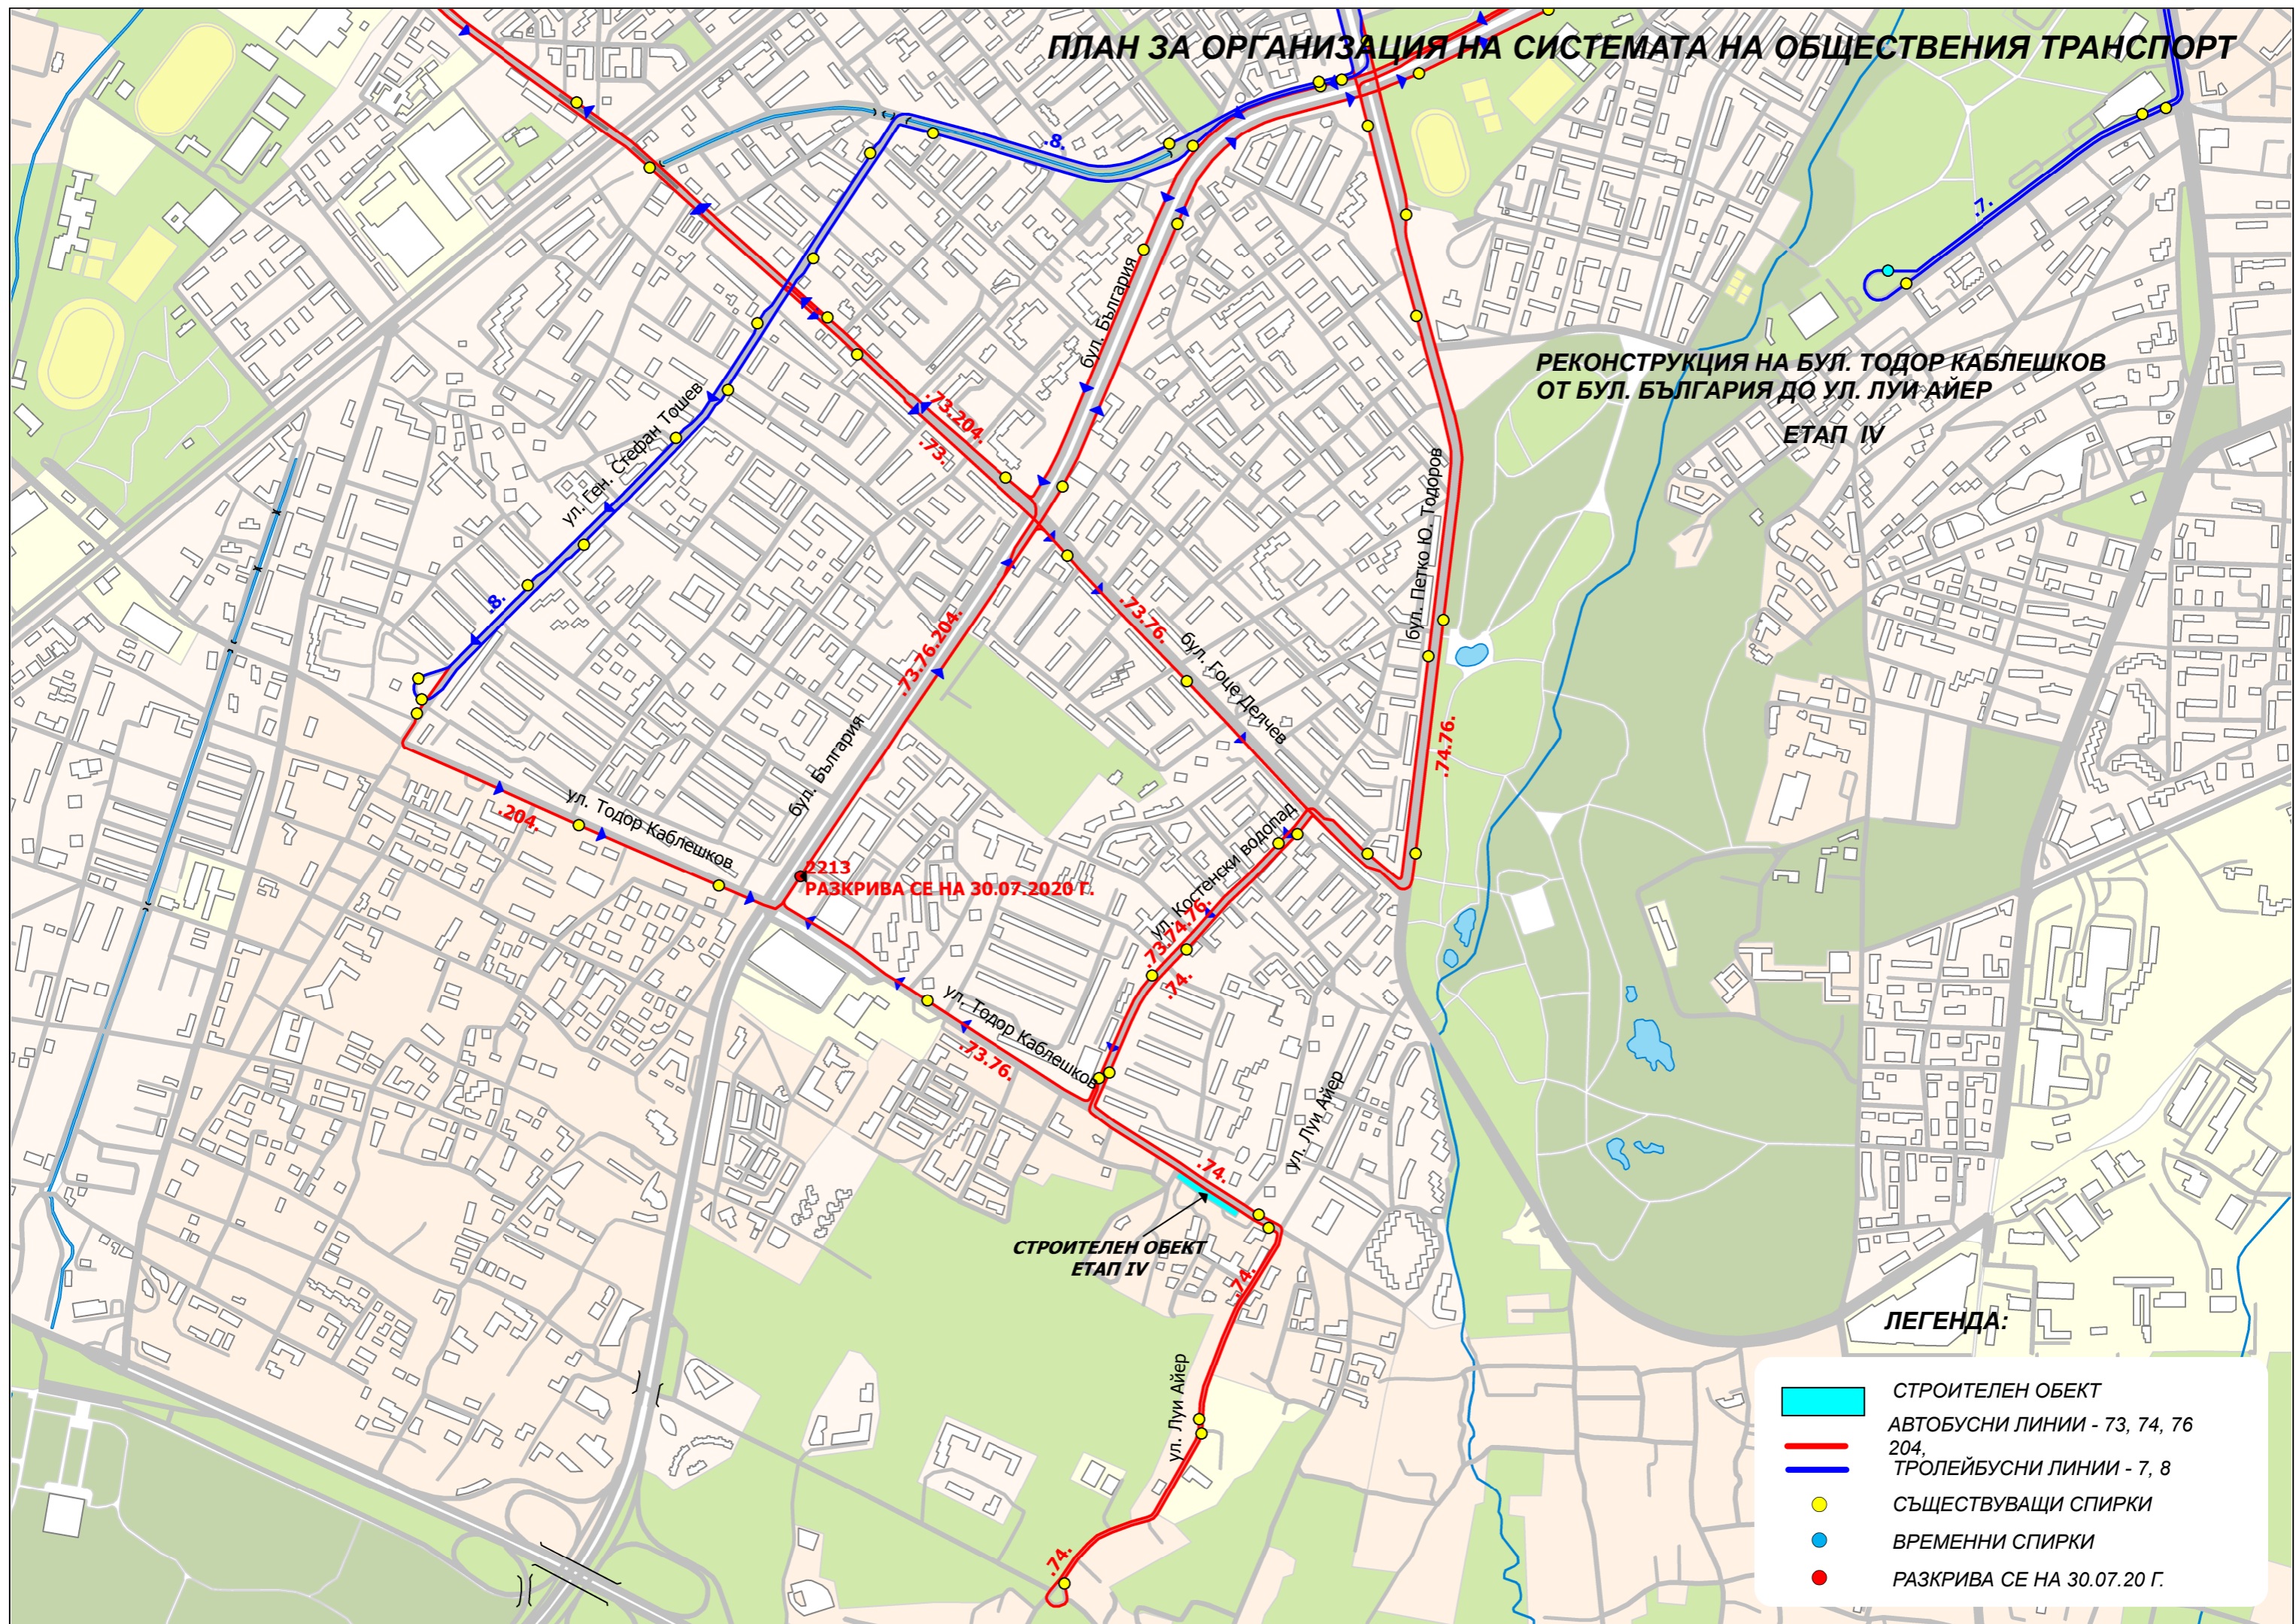 ПЛАН ЗА ОРГАНИЗАЦИЯ НА СИСТЕМАТА НА ОБЩЕСТВЕНИЯ ТРАНСПОРТ
.8.
.7.
бул. България
РЕКОНСТРУКЦИЯ НА БУЛ. ТОДОР КАБЛЕШКОВ
ОТ БУЛ. БЪЛГАРИЯ ДО УЛ. ЛУИ АЙЕР
ЕТАП IV
.73.204.
.73.
ул. Ген. Стефан Тошев
бул. Петко Ю. Тодоров
.8.
.73.76.
.73.76.204.
бул. Гоце Делчев
.74.76.
бул. България
ул. Тодор Каблешков
.204.
2213
РАЗКРИВА СЕ НА 30.07.2020 Г.
ул. Костенски водопад
.73.74.76.
.74.
ул. Тодор Каблешков
.73.76.
ул. Луи Айер
.74.
СТРОИТЕЛЕН ОБЕКТ
ЕТАП IV
.74.
ул. Луи Айер
.74.
ЛЕГЕНДА:
СТРОИТЕЛЕН ОБЕКТ
АВТОБУСНИ ЛИНИИ - 73, 74, 76
204,
ТРОЛЕЙБУСНИ ЛИНИИ - 7, 8
СЪЩЕСТВУВАЩИ СПИРКИ
ВРЕМЕННИ СПИРКИ
РАЗКРИВА СЕ НА 30.07.20 Г.